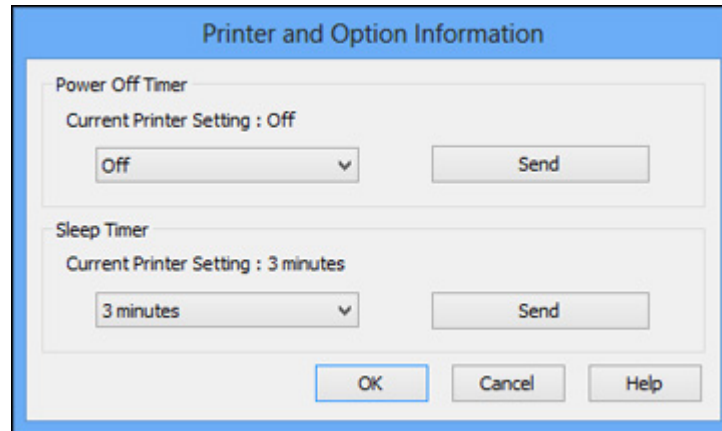 Printer and Option Information
Power Off Timer
Current Printer Setting : Off
Off Send
Sleep Timer
Current Printer Setting : 3 minutes
3 minutes Send
OK Cancel Help